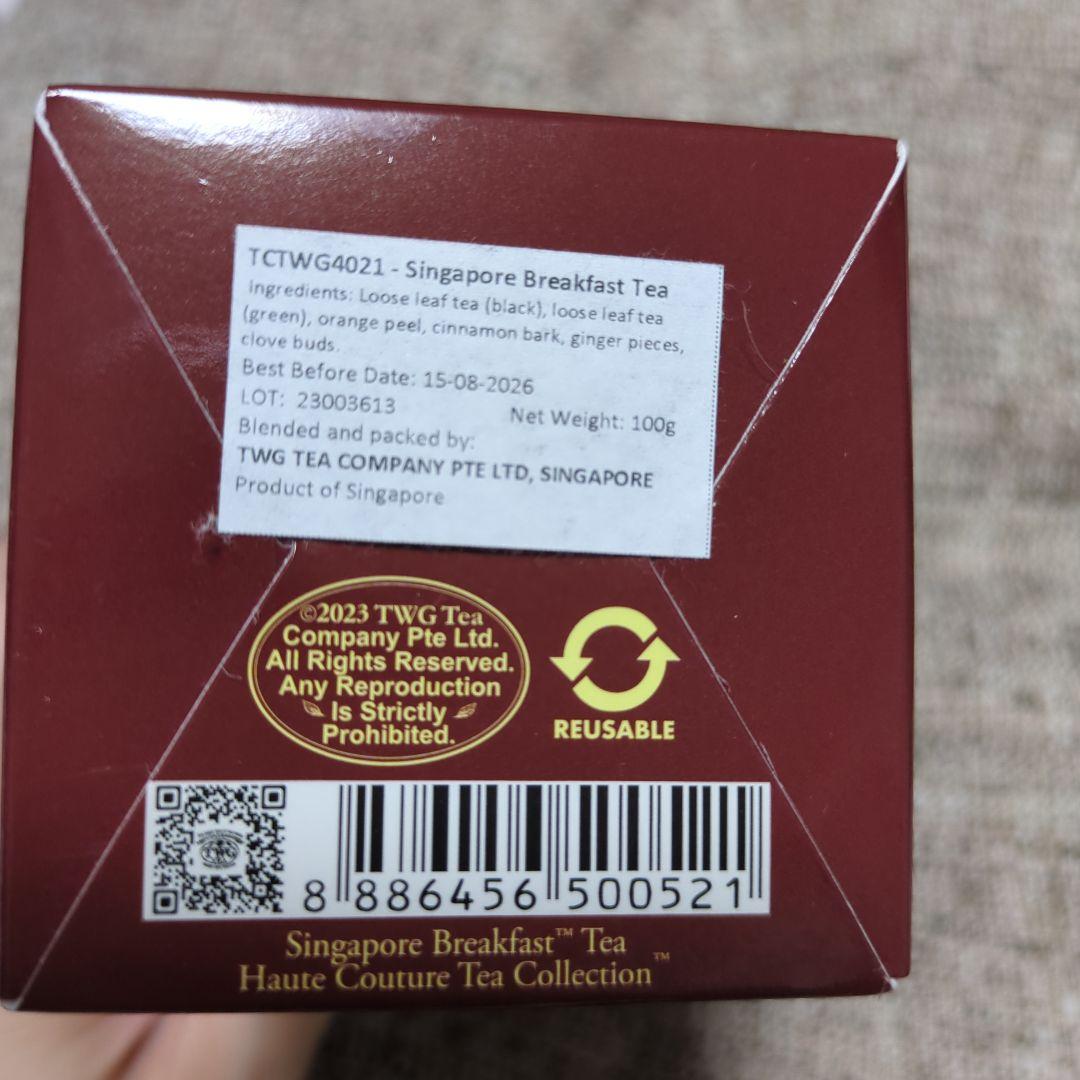 TCTWG4021 - Singapore Breakfast Tea
Ingredients: Loose leaf tea (black), loose leaf tea
(green), orange peel, cinnamon bark, ginger pieces,
clove buds.
Best Before Date: 15-08-2026
LOT: 23003613 Net Weight: 100g
Blended and packed by:
TWG TEA COMPANY PTE LTD, SINGAPORE
Product of Singapore
©2023 TWG Tea
Company Pte Ltd.
All Rights Reserved.
Any Reproduction
Is Strictly
Prohibited.
REUSABLE
8 886456 500521
Singapore Breakfast™ Tea
Haute Couture Tea Collection™